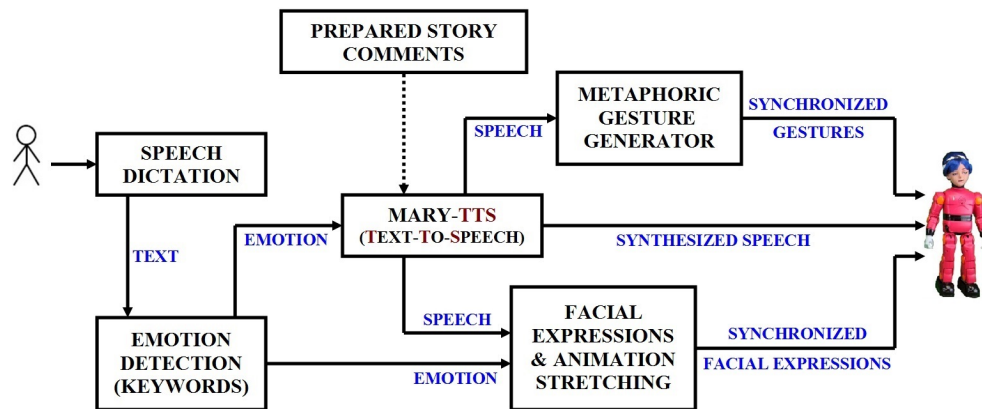 PREPARED STORY
COMMENTS
METAPHORIC
GESTURE
GENERATOR
SYNCHRONIZED
GESTURES
SPEECH
SPEECH
DICTATION
MARY-TTS
(TEXT-TO-SPEECH)
EMOTION
SYNTHESIZED SPEECH
TEXT
EMOTION
DETECTION
(KEYWORDS)
SPEECH
EMOTION
FACIAL
EXPRESSIONS
& ANIMATION
STRETCHING
SYNCHRONIZED
FACIAL EXPRESSIONS